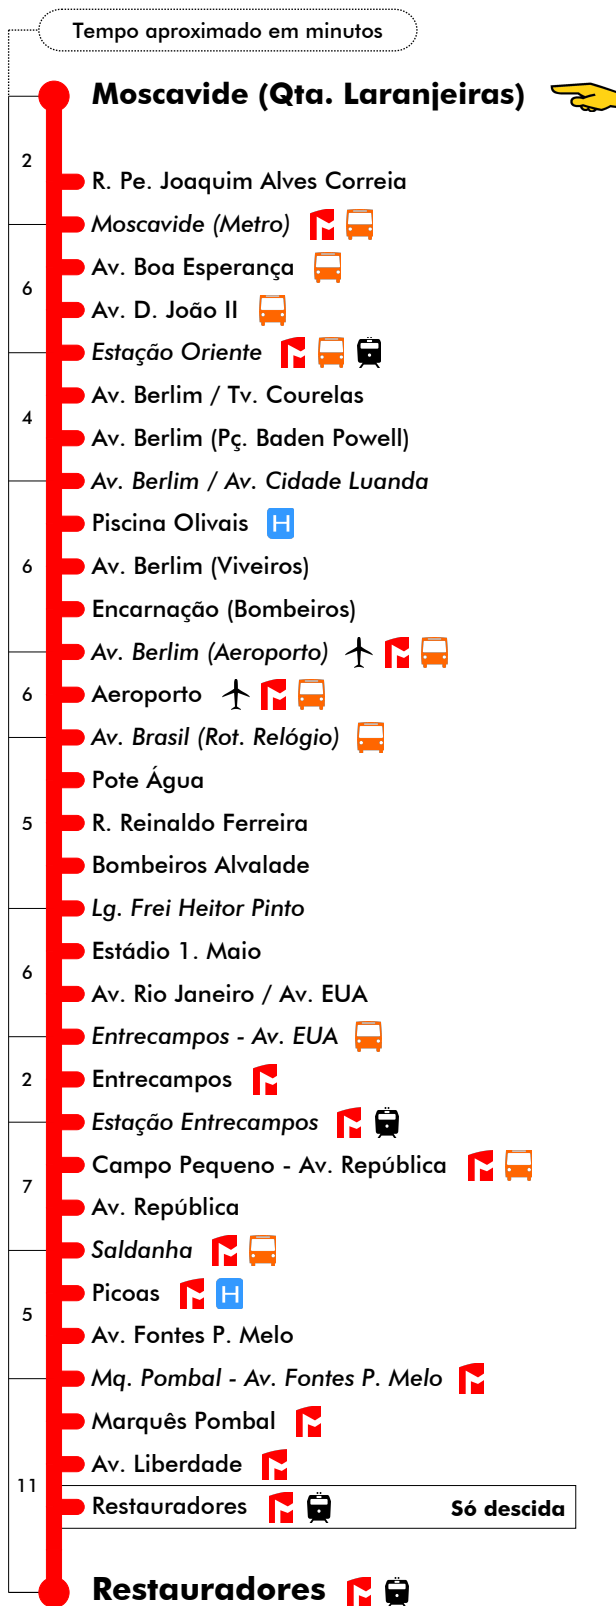 Tempo aproximado em minutos
Moscavide (Qta. Laranjeiras)
2
R. Pe. Joaquim Alves Correia
Moscavide (Metro)
Av. Boa Esperança
6
Av. D. João II
Estação Oriente
Av. Berlim / Tv. Courelas
4
Av. Berlim (Pç. Baden Powell)
Av. Berlim / Av. Cidade Luanda
Piscina Olivais H
6 Av. Berlim (Viveiros)
Encarnação (Bombeiros)
Av. Berlim (Aeroporto)
6 Aeroporto
Av. Brasil (Rot. Relógio)
Pote Água
5 R. Reinaldo Ferreira
Bombeiros Alvalade
Lg. Frei Heitor Pinto
Estádio 1. Maio
6
Av. Rio Janeiro / Av. EUA
Entrecampos - Av. EUA
2 Entrecampos
Estação Entrecampos
Campo Pequeno - Av. República
7
Av. República
Saldanha
Picoas H
5
Av. Fontes P. Melo
Mq. Pombal - Av. Fontes P. Melo
Marquês Pombal
Av. Liberdade
11
Restauradores Só descida
Restauradores